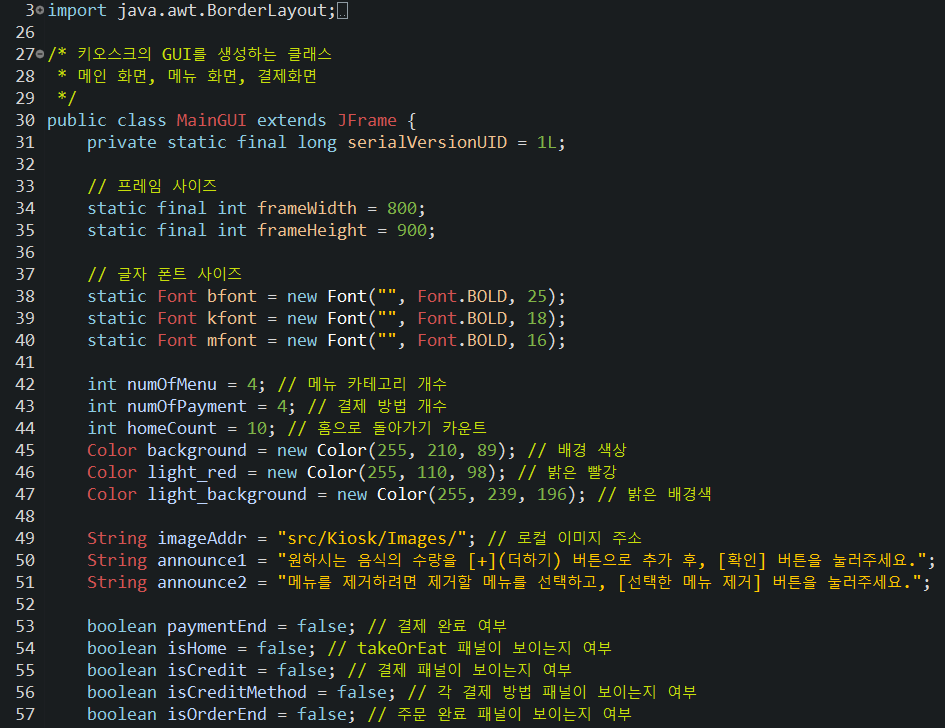 3 import java.awt.BorderLayout;
26
27 /* 키오스크의 GUI를 생성하는 클래스
28  * 메인 화면, 메뉴 화면, 결제화면
29  */
30 public class MainGUI extends JFrame {
31     private static final long serialVersionUID = 1L;
32
33     // 프레임 사이즈
34     static final int frameWidth = 800;
35     static final int frameHeight = 900;
36
37     // 글자 폰트 사이즈
38     static Font bfont = new Font("", Font.BOLD, 25);
39     static Font kfont = new Font("", Font.BOLD, 18);
40     static Font mfont = new Font("", Font.BOLD, 16);
41
42     int numOfMenu = 4; // 메뉴 카테고리 개수
43     int numOfPayment = 4; // 결제 방법 개수
44     int homeCount = 10; // 홈으로 돌아가기 카운트
45     Color background = new Color(255, 210, 89); // 배경 색상
46     Color light_red = new Color(255, 110, 98); // 밝은 빨강
47     Color light_background = new Color(255, 239, 196); // 밝은 배경색
48
49     String imageAddr = "src/Kiosk/Images/"; // 로컬 이미지 주소
50     String announce1 = "원하시는 음식의 수량을 [+](더하기) 버튼으로 추가 후, [확인] 버튼을 눌러주세요.";
51     String announce2 = "메뉴를 제거하려면 제거할 메뉴를 선택하고, [선택한 메뉴 제거] 버튼을 눌러주세요.";
52
53     boolean paymentEnd = false; // 결제 완료 여부
54     boolean isHome = false; // takeOrEat 패널이 보이는지 여부
55     boolean isCredit = false; // 결제 패널이 보이는지 여부
56     boolean isCreditMethod = false; // 각 결제 방법 패널이 보이는지 여부
57     boolean isOrderEnd = false; // 주문 완료 패널이 보이는지 여부